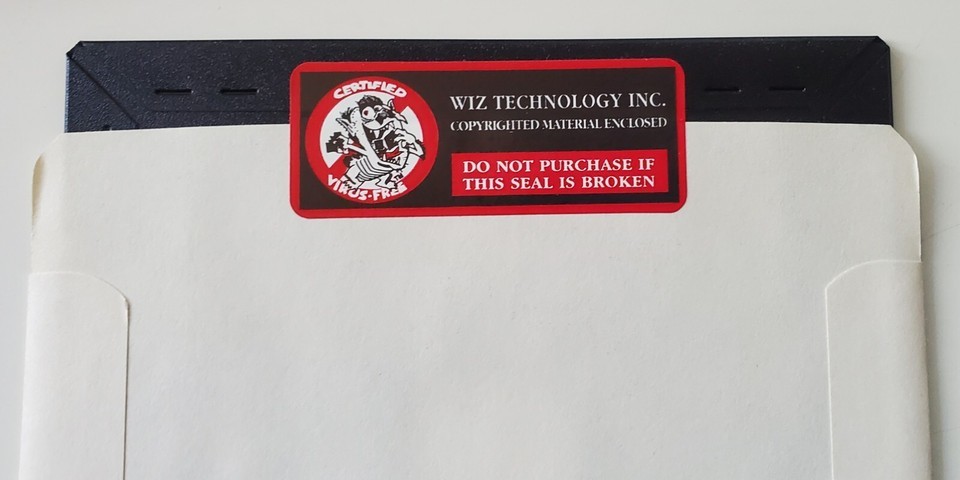 CERTIFIED
VIRUS-FREE
WIZ TECHNOLOGY INC.
COPYRIGHTED MATERIAL ENCLOSED
DO NOT PURCHASE IF
THIS SEAL IS BROKEN